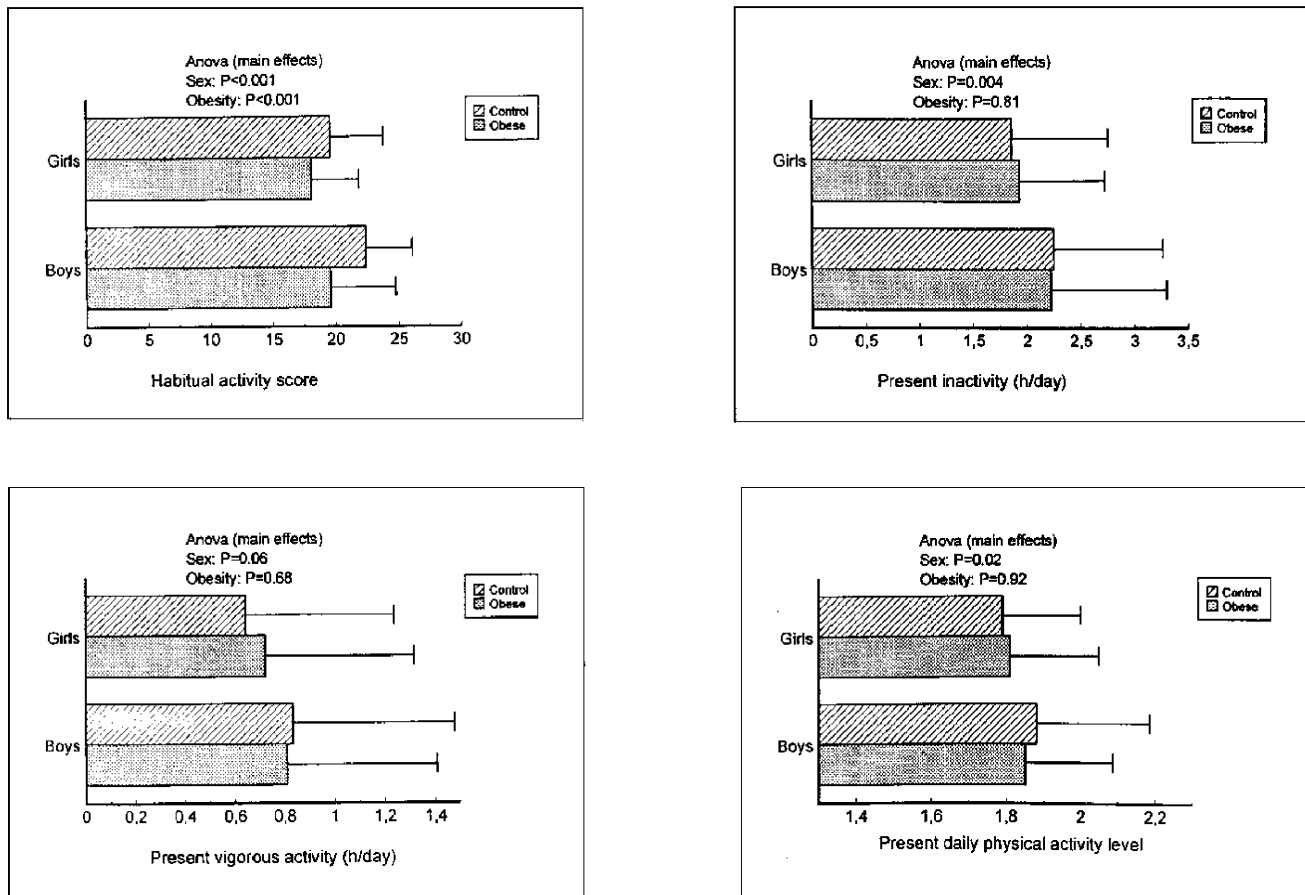 Anova (main effects)
Sex: P<0.001
Obesity: P<0.001
Control
Obese
Girls
Boys
0 5 10 15 20 25 30
Habitual activity score
Anova (main effects)
Sex: P=0.004
Obesity: P=0.81
Control
Obese
Girls
Boys
0 0,5 1 1,5 2 2,5 3 3,5
Present inactivity (h/day)
Anova (main effects)
Sex: P=0.06
Obesity: P=0.68
Control
Obese
Girls
Boys
0 0,2 0,4 0,6 0,8 1 1,2 1,4
Present vigorous activity (h/day)
Anova (main effects)
Sex: P=0.02
Obesity: P=0.92
Control
Obese
Girls
Boys
1,4 1,6 1,8 2 2,2
Present daily physical activity level